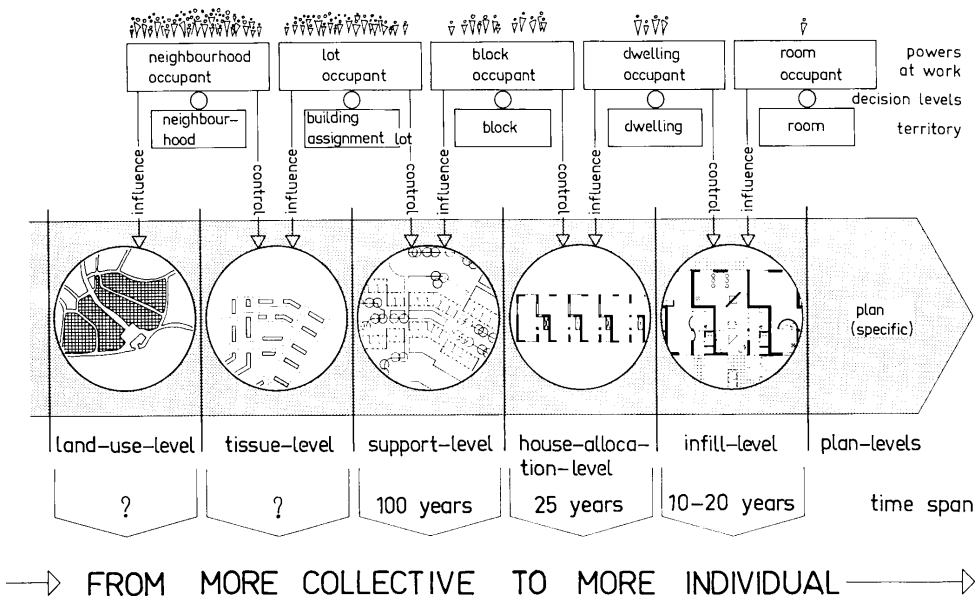 neighbourhood
occupant
lot
occupant
block
occupant
dwelling
occupant
room
occupant
powers
at work
decision levels
neighbour-
hood
building
assignment lot
block
dwelling
room
territory
influence
control
influence
control
influence
control
influence
control
influence
plan
(specific)
land-use-level
tissue-level
support-level
house-alloca-
tion-level
infill-level
plan-levels
?
?
100 years
25 years
10-20 years
time span
FROM MORE COLLECTIVE TO MORE INDIVIDUAL